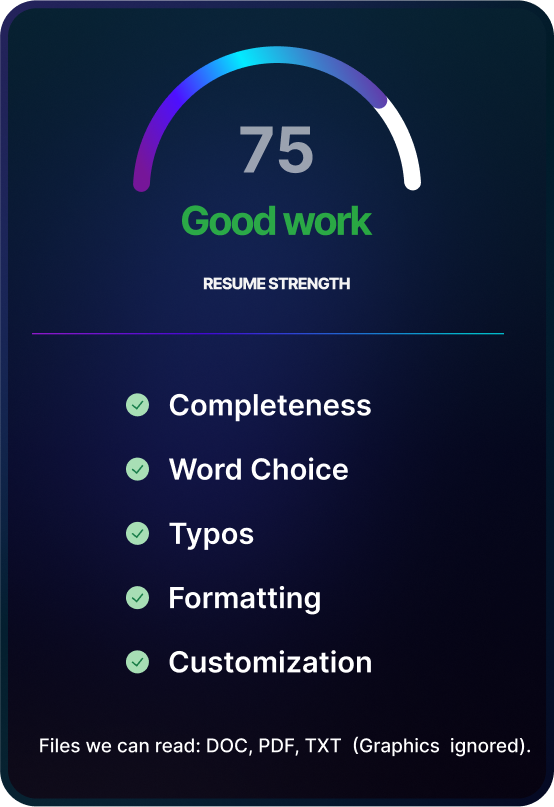 75
Good work
RESUME STRENGTH
Completeness
Word Choice
Typos
Formatting
Customization
Files we can read: DOC, PDF, TXT (Graphics ignored).